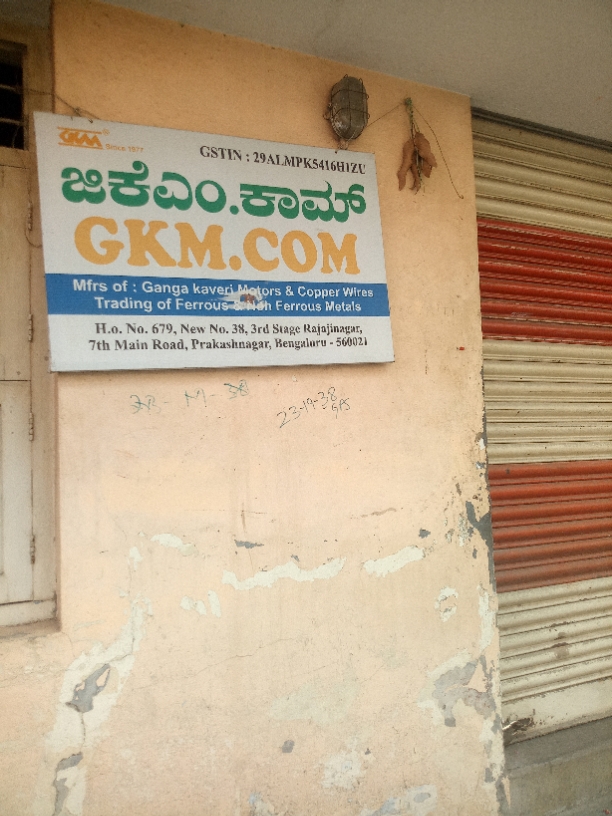 GKM® Since 1977
GSTIN : 29ALMPK5416H1ZU
ಜಿಕೆಎಂ.ಕಾಮ್
GKM.COM
Mfrs of : Ganga kaveri Motors & Copper Wires
Trading of Ferrous & Non Ferrous Metals
H.o. No. 679, New No. 38, 3rd Stage Rajajinagar,
7th Main Road, Prakashnagar, Bengaluru - 560021
23-19-38